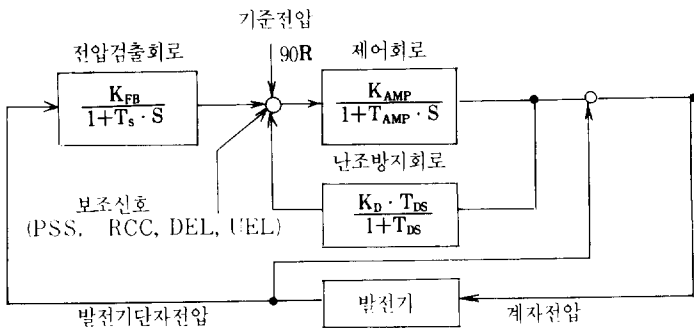 기준전압
전압검출회로
90R
제어회로
K_FB
1+T_s · S
K_AMP
1+T_AMP · S
난조방지회로
보조신호
(PSS, RCC, DEL, UEL)
K_D · T_DS
1+T_DS
발전기단자전압
발전기
계자전압